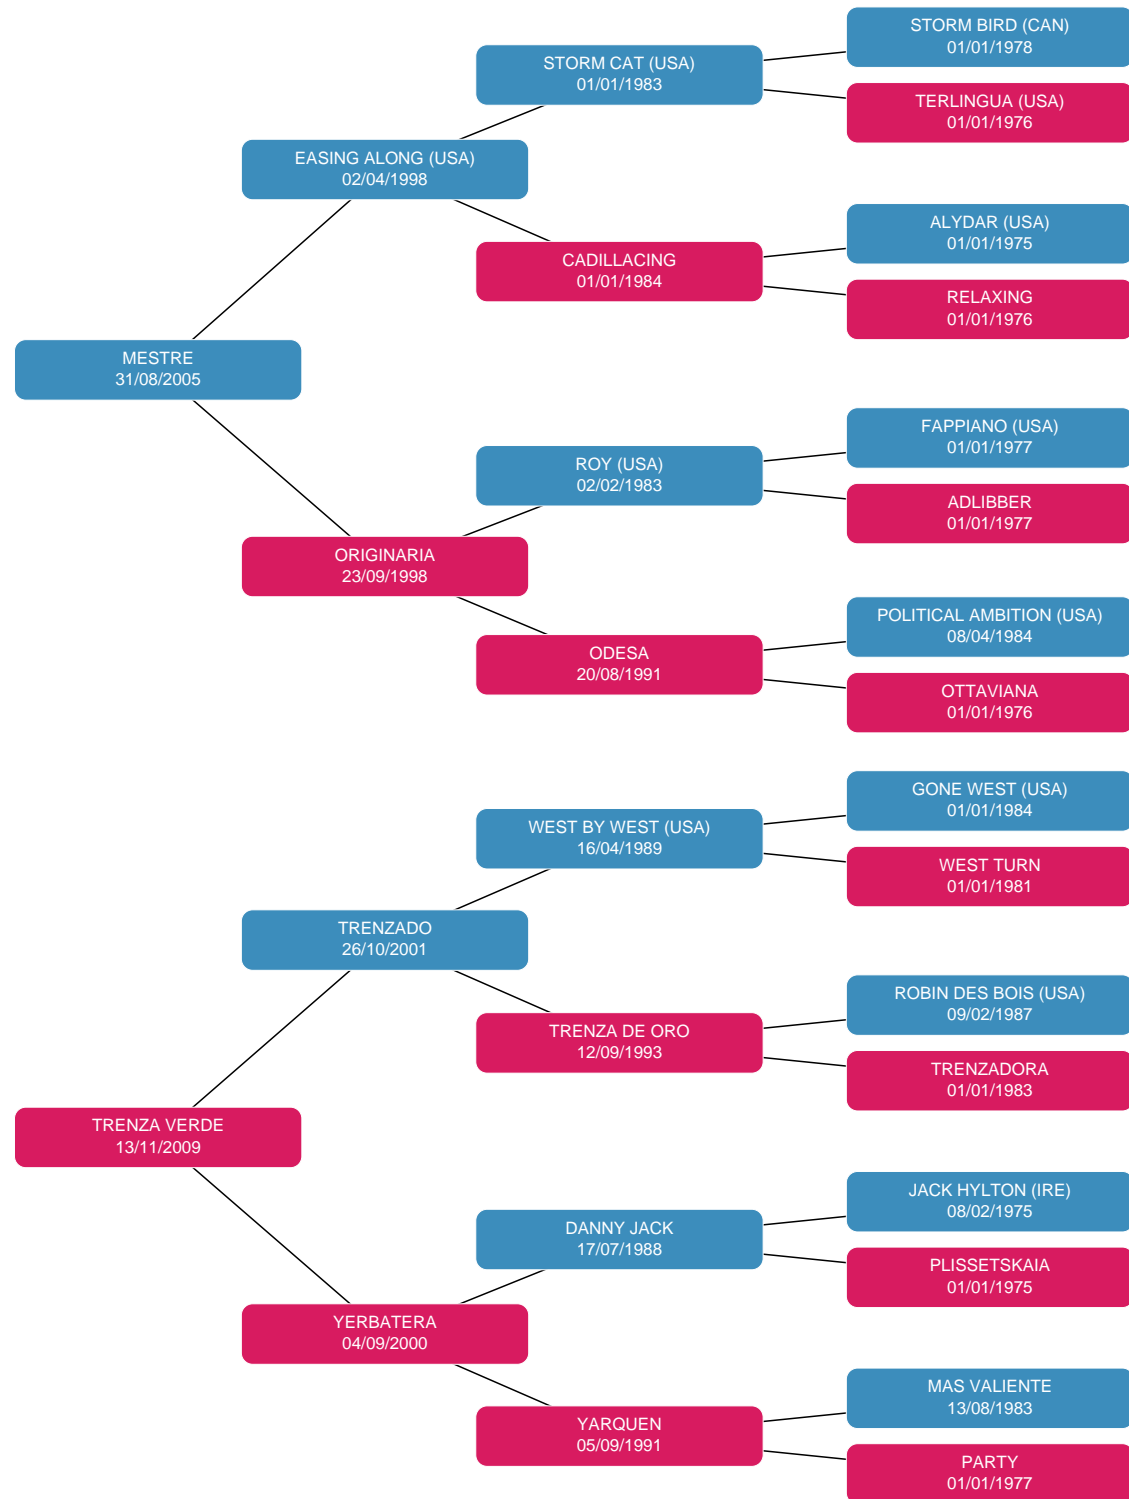 STORM BIRD (CAN)
01/01/1978
STORM CAT (USA)
01/01/1983
TERLINGUA (USA)
01/01/1976
EASING ALONG (USA)
02/04/1998
ALYDAR (USA)
01/01/1975
CADILLACING
01/01/1984
RELAXING
01/01/1976
MESTRE
31/08/2005
FAPPIANO (USA)
01/01/1977
ROY (USA)
02/02/1983
ADLIBBER
01/01/1977
ORIGINARIA
23/09/1998
POLITICAL AMBITION (USA)
08/04/1984
ODESA
20/08/1991
OTTAVIANA
01/01/1976
GONE WEST (USA)
01/01/1984
WEST BY WEST (USA)
16/04/1989
WEST TURN
01/01/1981
TRENZADO
26/10/2001
ROBIN DES BOIS (USA)
09/02/1987
TRENZA DE ORO
12/09/1993
TRENZADORA
01/01/1983
TRENZA VERDE
13/11/2009
JACK HYLTON (IRE)
08/02/1975
DANNY JACK
17/07/1988
PLISSETSKAIA
01/01/1975
YERBATERA
04/09/2000
MAS VALIENTE
13/08/1983
YARQUEN
05/09/1991
PARTY
01/01/1977